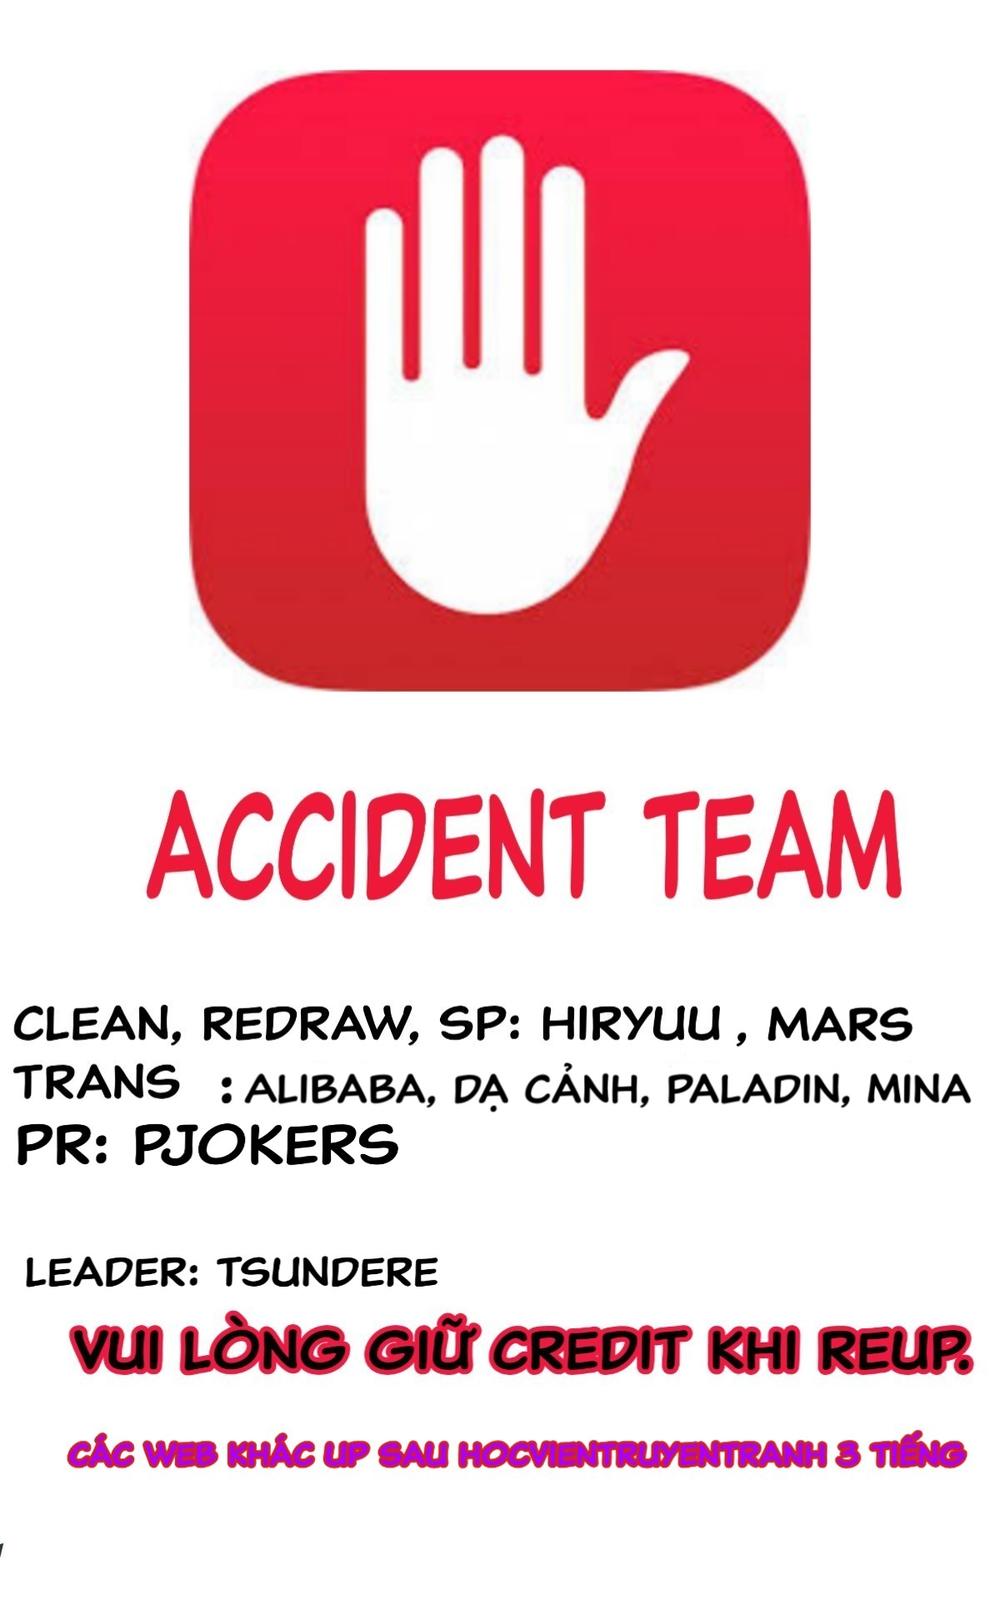 ACCIDENT TEAM
CLEAN, REDRAW, SP: HIRYUU , MARS
TRANS : ALIBABA, DẠ CẢNH, PALADIN, MINA
PR: PJOKERS
LEADER: TSUNDERE
VUI LÒNG GIỮ CREDIT KHI REUP.
CÁC WEB KHÁC UP SAU HOCVIENTRUYENTRANH 3 TIẾNG